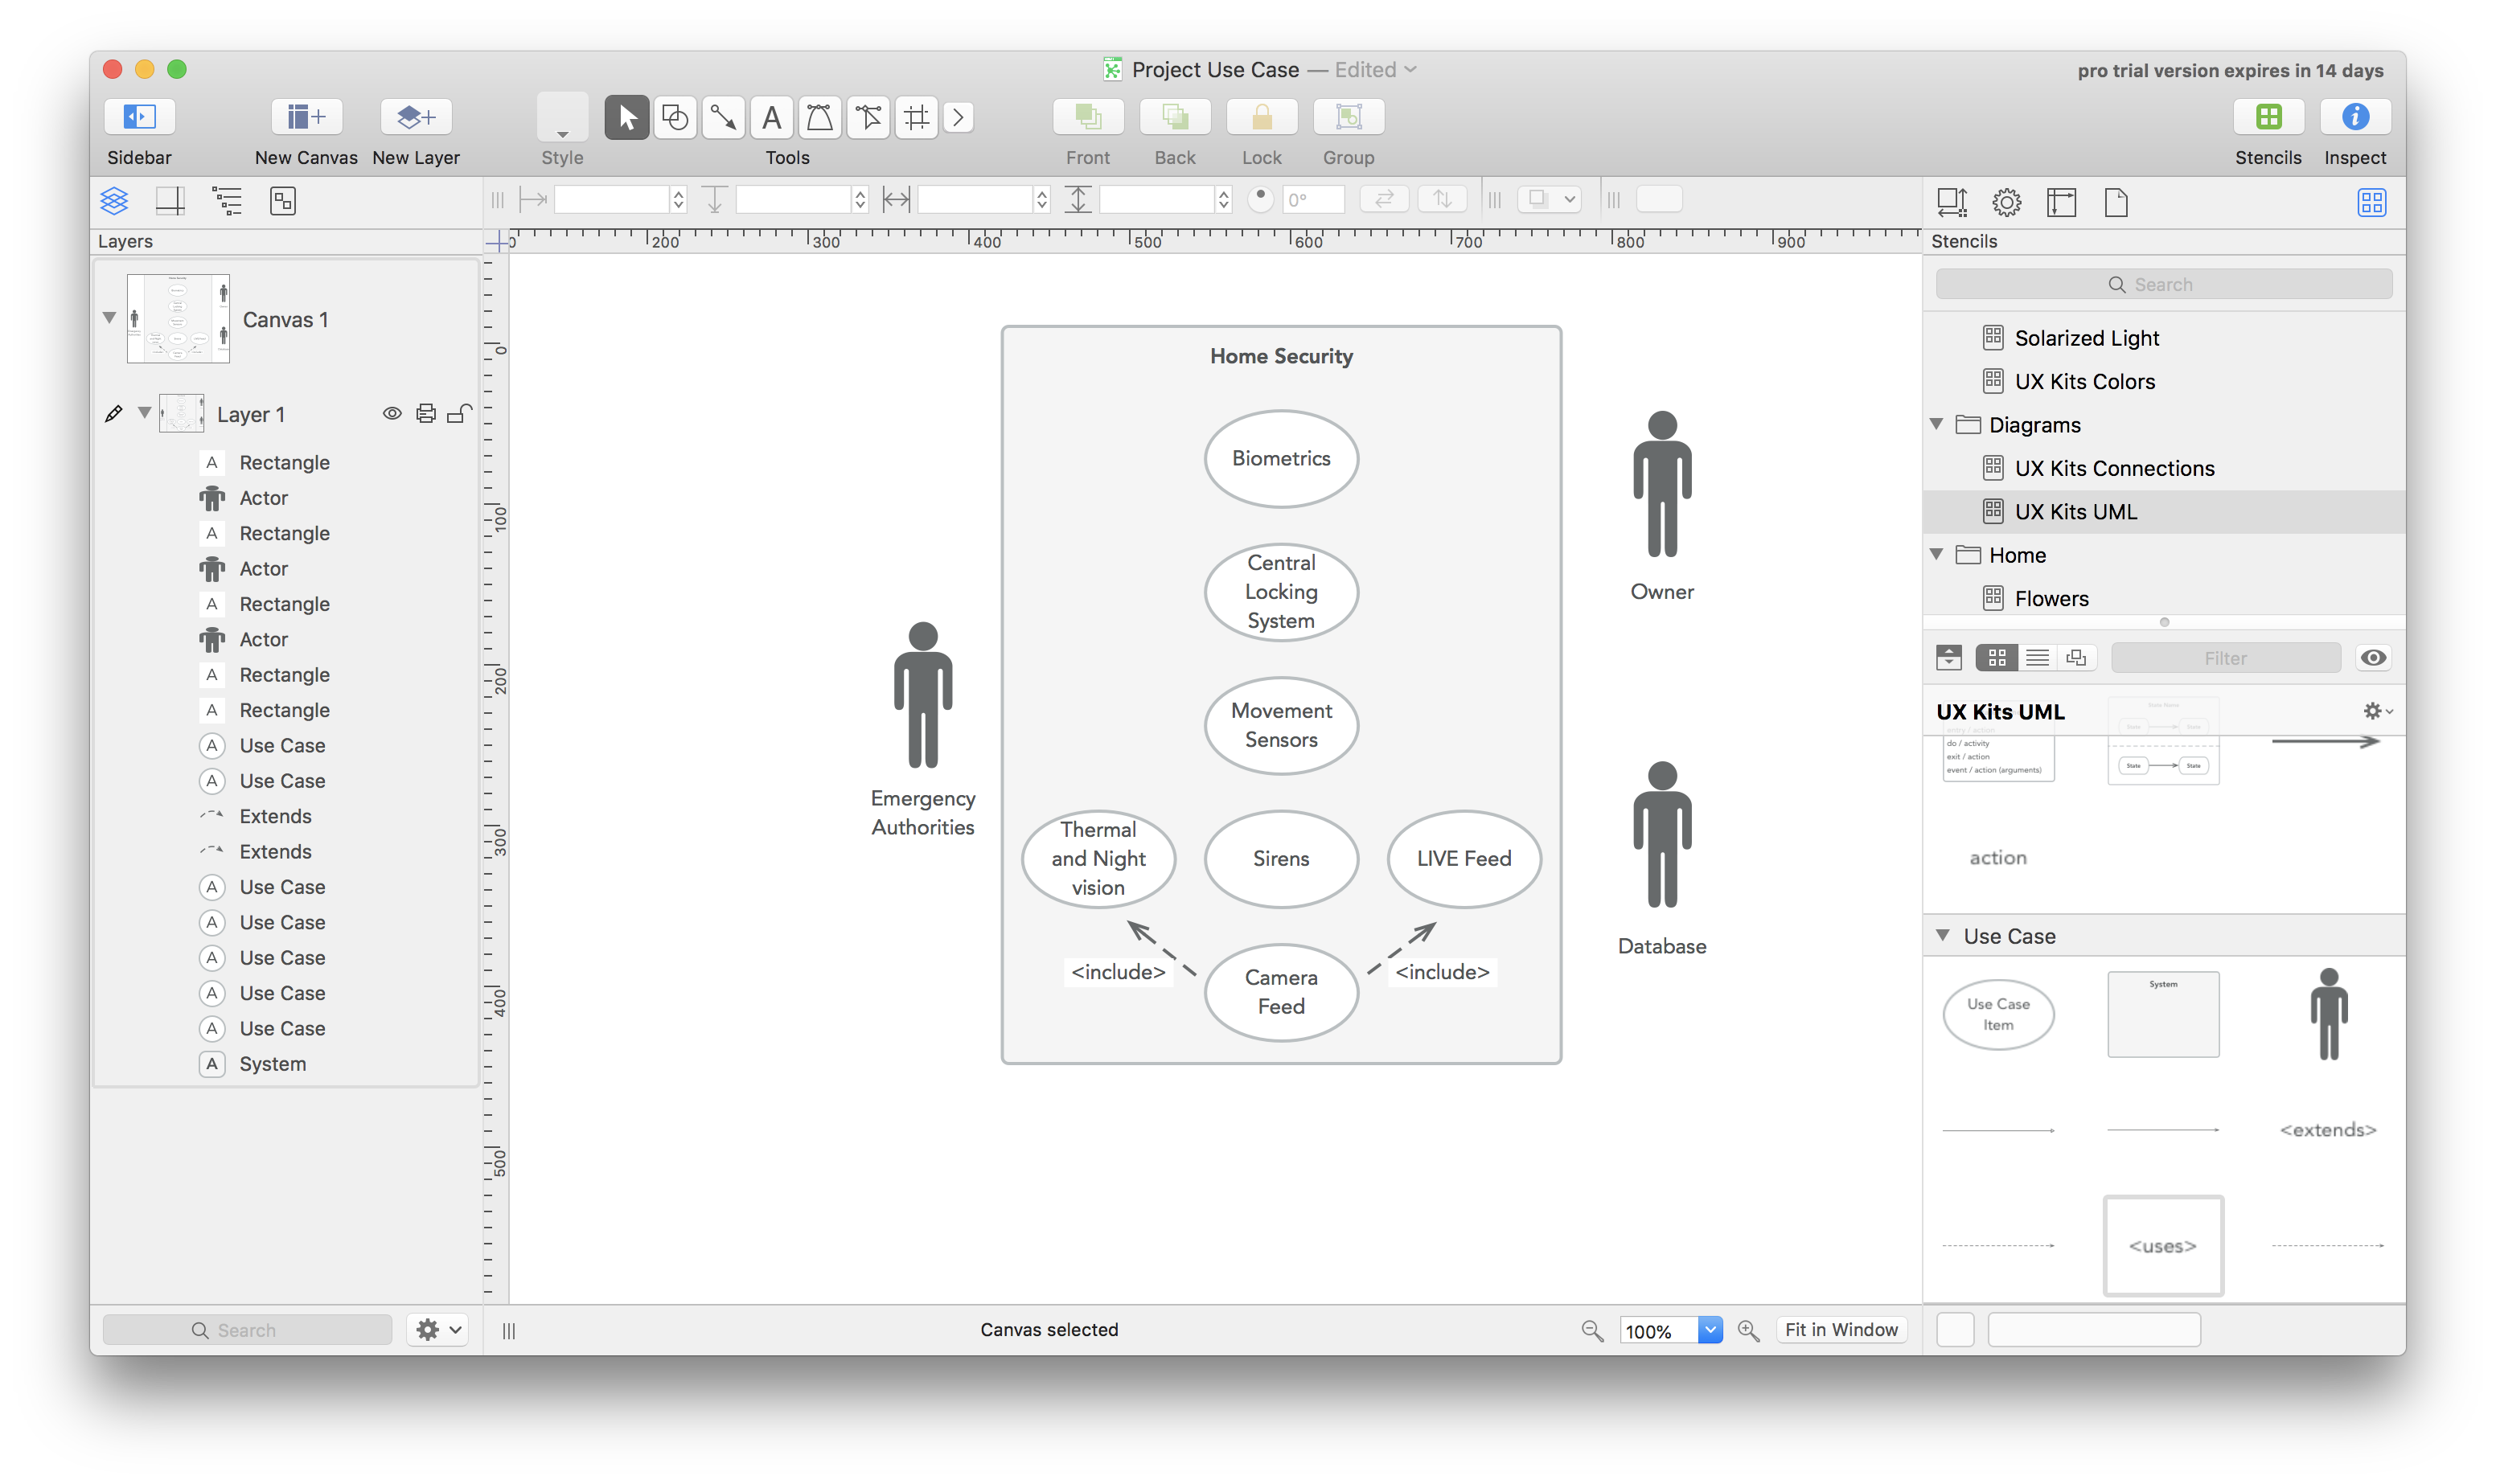 Project Use Case — Edited
pro trial version expires in 14 days
Sidebar
New Canvas
New Layer
Style
Tools
Front
Back
Lock
Group
Stencils
Inspect
0°
Layers
200
300
400
500
600
700
800
900
Stencils
Canvas 1
Layer 1
Rectangle
Actor
Rectangle
Actor
Rectangle
Actor
Rectangle
Rectangle
Use Case
Use Case
Extends
Extends
Use Case
Use Case
Use Case
Use Case
Use Case
System
Search
0
100
200
300
400
500
Home Security
Biometrics
Central
Locking
System
Movement
Sensors
Thermal
and Night
vision
Sirens
LIVE Feed
<include>
<include>
Camera
Feed
Emergency
Authorities
Owner
Database
Canvas selected
100%
Fit in Window
Search
Solarized Light
UX Kits Colors
Diagrams
UX Kits Connections
UX Kits UML
Home
Flowers
Filter
UX Kits UML
entry / action
do / activity
exit / action
event / action (arguments)
State
State
State
State
action
Use Case
Use Case
Item
System
<extends>
<uses>